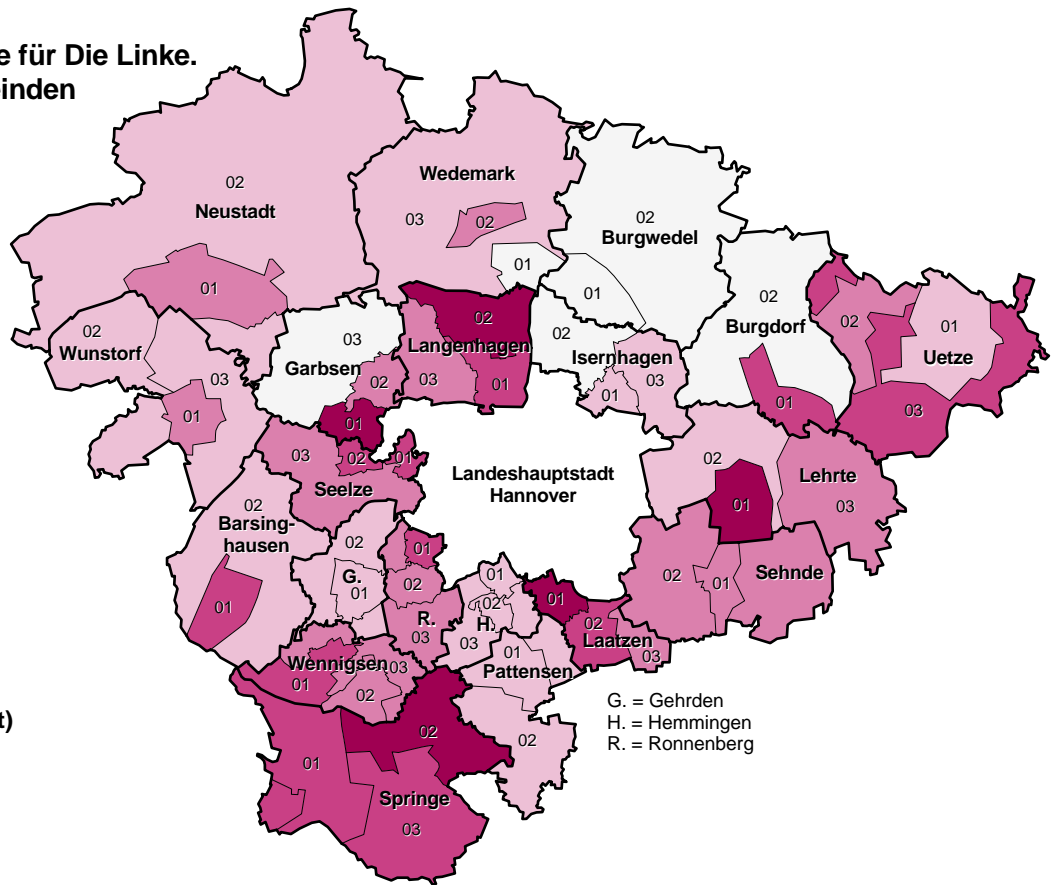 e für Die Linke.
inden
02
Neustadt
01
Wedemark
03
02
01
02
Burgwedel
01
02
Burgdorf
01
02
01
Uetze
03
02
Wunstorf
03
01
03
Garbsen
02
01
02
Langenhagen
03
01
02
Isernhagen
03
01
03
02
01
Seelze
Landeshauptstadt
Hannover
02
01
Lehrte
03
02
Barsing-
hausen
01
02
G.
01
01
02
R.
03
01
02
H.
03
01
02
Laatzen
03
02
01
Sehnde
Wennigsen
03
01
02
01
Pattensen
02
G. = Gehrden
H. = Hemmingen
R. = Ronnenberg
t)
02
01
Springe
03